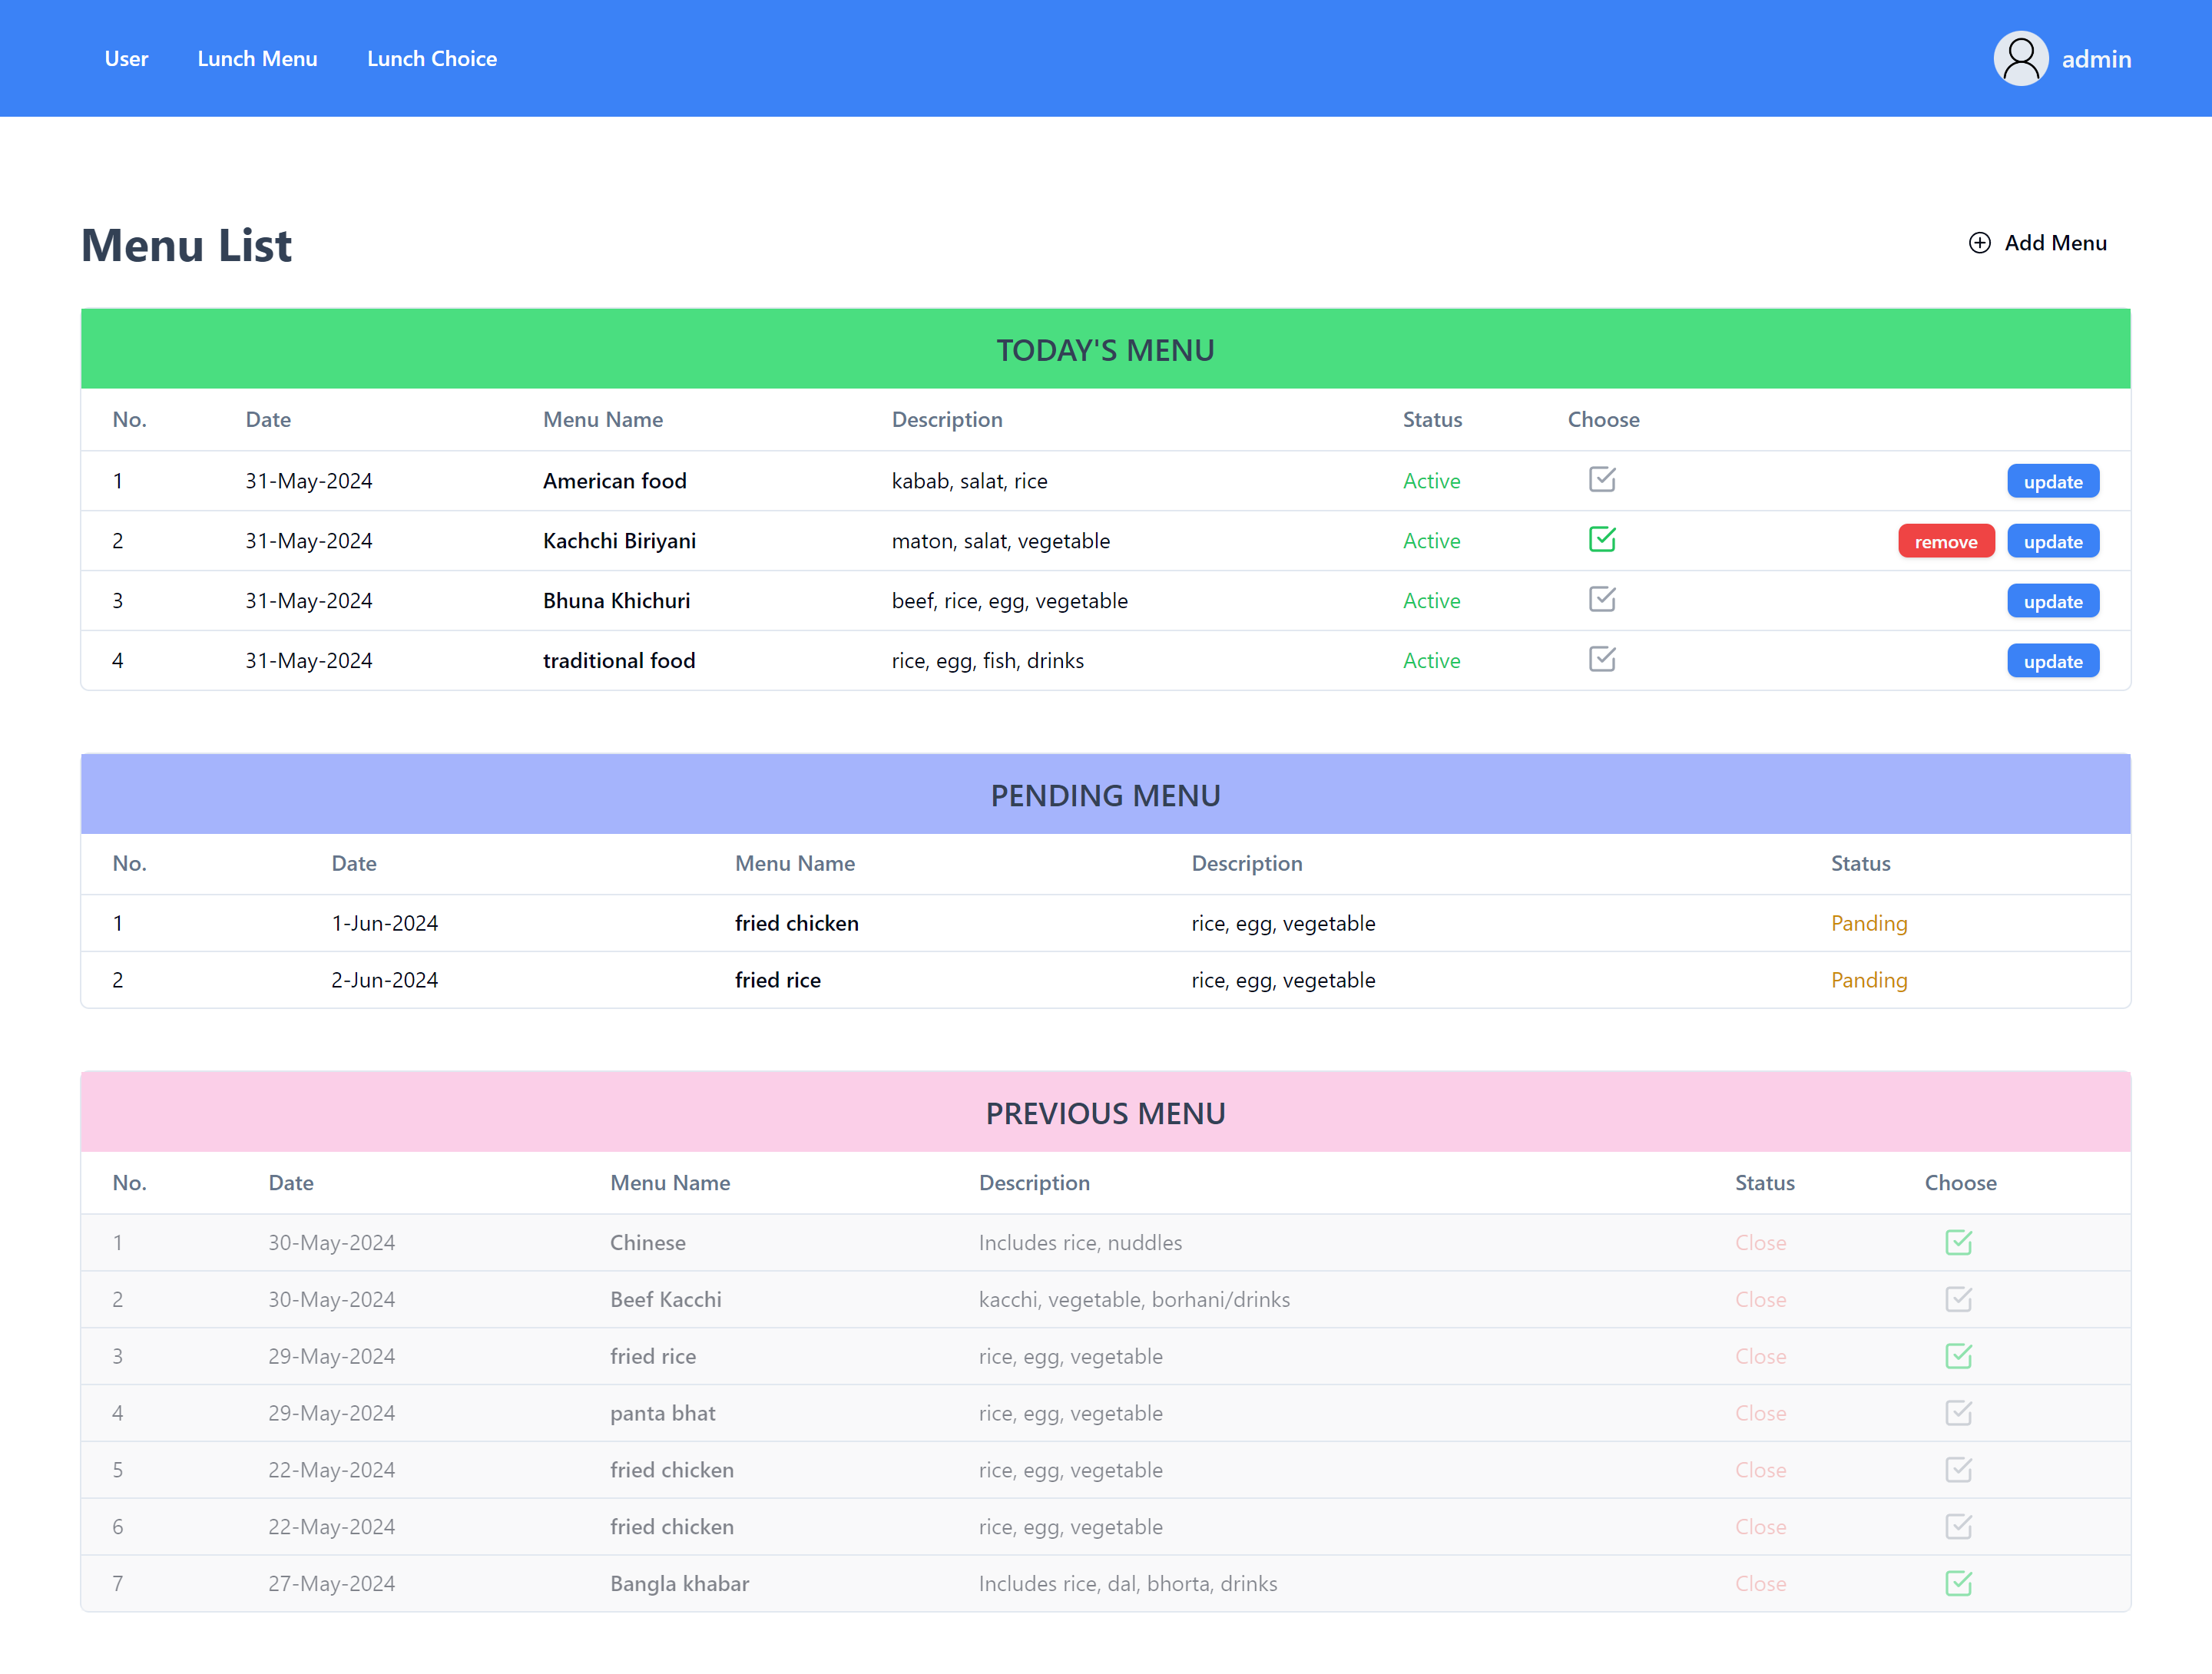 User Lunch Menu Lunch Choice admin
Menu List Add Menu
TODAY'S MENU
No. Date Menu Name Description Status Choose
1 31-May-2024 American food kabab, salat, rice Active update
2 31-May-2024 Kachchi Biriyani maton, salat, vegetable Active remove update
3 31-May-2024 Bhuna Khichuri beef, rice, egg, vegetable Active update
4 31-May-2024 traditional food rice, egg, fish, drinks Active update
PENDING MENU
No. Date Menu Name Description Status
1 1-Jun-2024 fried chicken rice, egg, vegetable Panding
2 2-Jun-2024 fried rice rice, egg, vegetable Panding
PREVIOUS MENU
No. Date Menu Name Description Status Choose
1 30-May-2024 Chinese Includes rice, nuddles Close
2 30-May-2024 Beef Kacchi kacchi, vegetable, borhani/drinks Close
3 29-May-2024 fried rice rice, egg, vegetable Close
4 29-May-2024 panta bhat rice, egg, vegetable Close
5 22-May-2024 fried chicken rice, egg, vegetable Close
6 22-May-2024 fried chicken rice, egg, vegetable Close
7 27-May-2024 Bangla khabar Includes rice, dal, bhorta, drinks Close